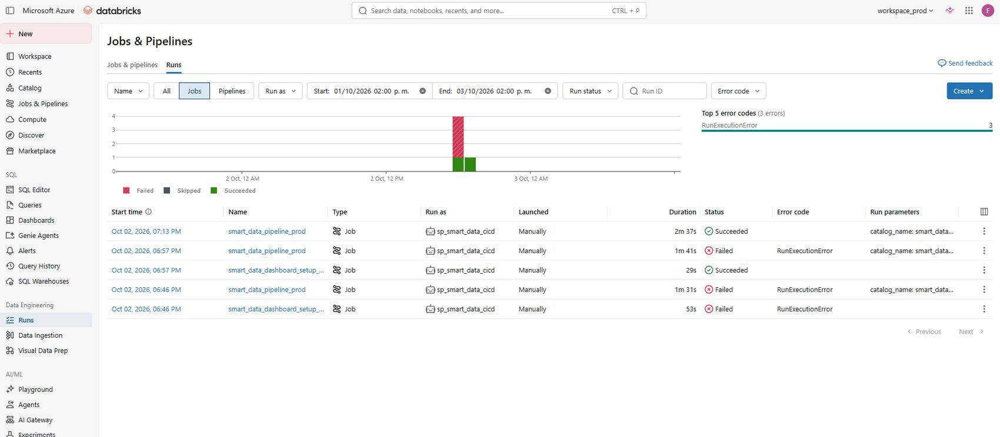 Microsoft Azure databricks Search data, notebooks, recents, and more... CTRL + P workspace_prod F
New
Workspace
Recents
Catalog
Jobs & Pipelines
Compute
Discover
Marketplace
SQL
SQL Editor
Queries
Dashboards
Genie Agents
Alerts
Query History
SQL Warehouses
Data Engineering
Runs
Data Ingestion
Visual Data Prep
AI/ML
Playground
Agents
AI Gateway
Experiments
Jobs & Pipelines
Jobs & pipelines Runs Send feedback
Name All Jobs Pipelines Run as Start: 01/10/2026 02:00 p. m. End: 03/10/2026 02:00 p. m. Run status Run ID Error code Create
4
3
2
1
0
2 Oct, 12 AM 2 Oct, 12 PM 3 Oct, 12 AM
Failed Skipped Succeeded
Top 5 error codes (3 errors)
RunExecutionError 3
Start time Name Type Run as Launched Duration Status Error code Run parameters
Oct 02, 2026, 07:13 PM smart_data_pipeline_prod Job sp_smart_data_cicd Manually 2m 37s Succeeded catalog_name: smart_data...
Oct 02, 2026, 06:57 PM smart_data_pipeline_prod Job sp_smart_data_cicd Manually 1m 41s Failed RunExecutionError catalog_name: smart_data...
Oct 02, 2026, 06:57 PM smart_data_dashboard_setup_... Job sp_smart_data_cicd Manually 29s Succeeded
Oct 02, 2026, 06:46 PM smart_data_pipeline_prod Job sp_smart_data_cicd Manually 1m 31s Failed RunExecutionError catalog_name: smart_data...
Oct 02, 2026, 06:46 PM smart_data_dashboard_setup_... Job sp_smart_data_cicd Manually 53s Failed RunExecutionError
Previous Next